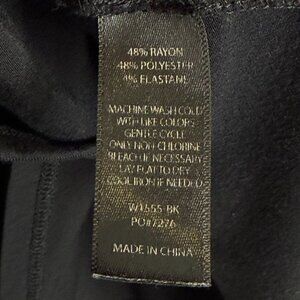 48% RAYON
48% POLYESTER
4% ELASTANE
MACHINE WASH COLD
WITH LIKE COLORS
GENTLE CYCLE
ONLY NON-CHLORINE
BLEACH IF NECESSARY
LAY FLAT TO DRY
COOL IRON IF NEEDED
W1555-BK
PO#7276
MADE IN CHINA